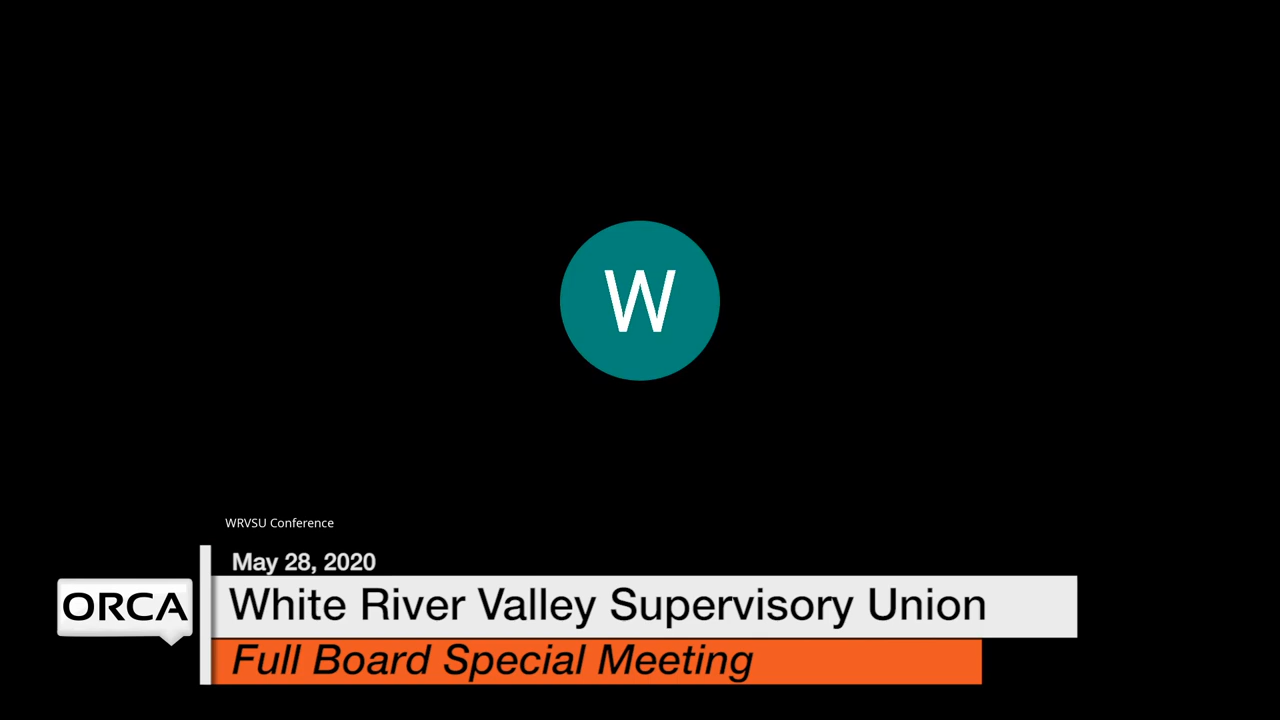 W
WRVSU Conference
May 28, 2020
ORCA
White River Valley Supervisory Union
Full Board Special Meeting